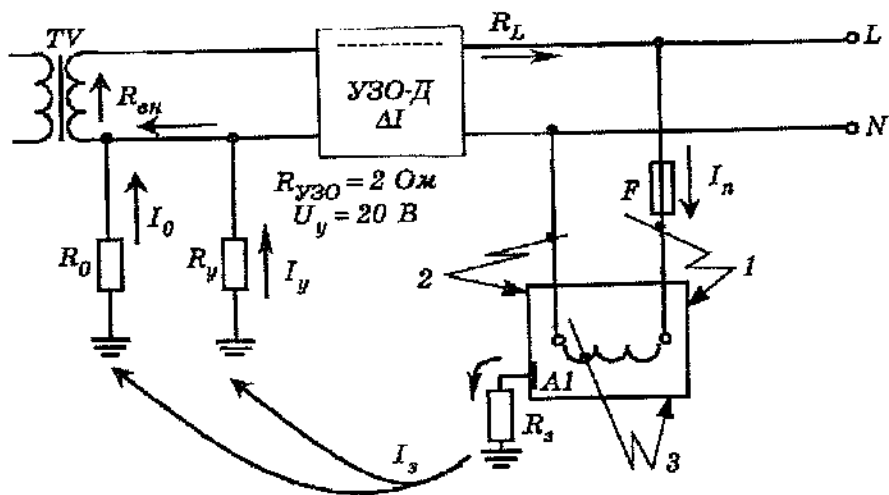 TV
R_L
L
R_вн
УЗО-Д
ΔI
N
R_УЗО = 2 Ом
U_у = 20 В
F
I_п
I_0
R_0
R_у
I_у
2
1
A1
R_з
I_з
3